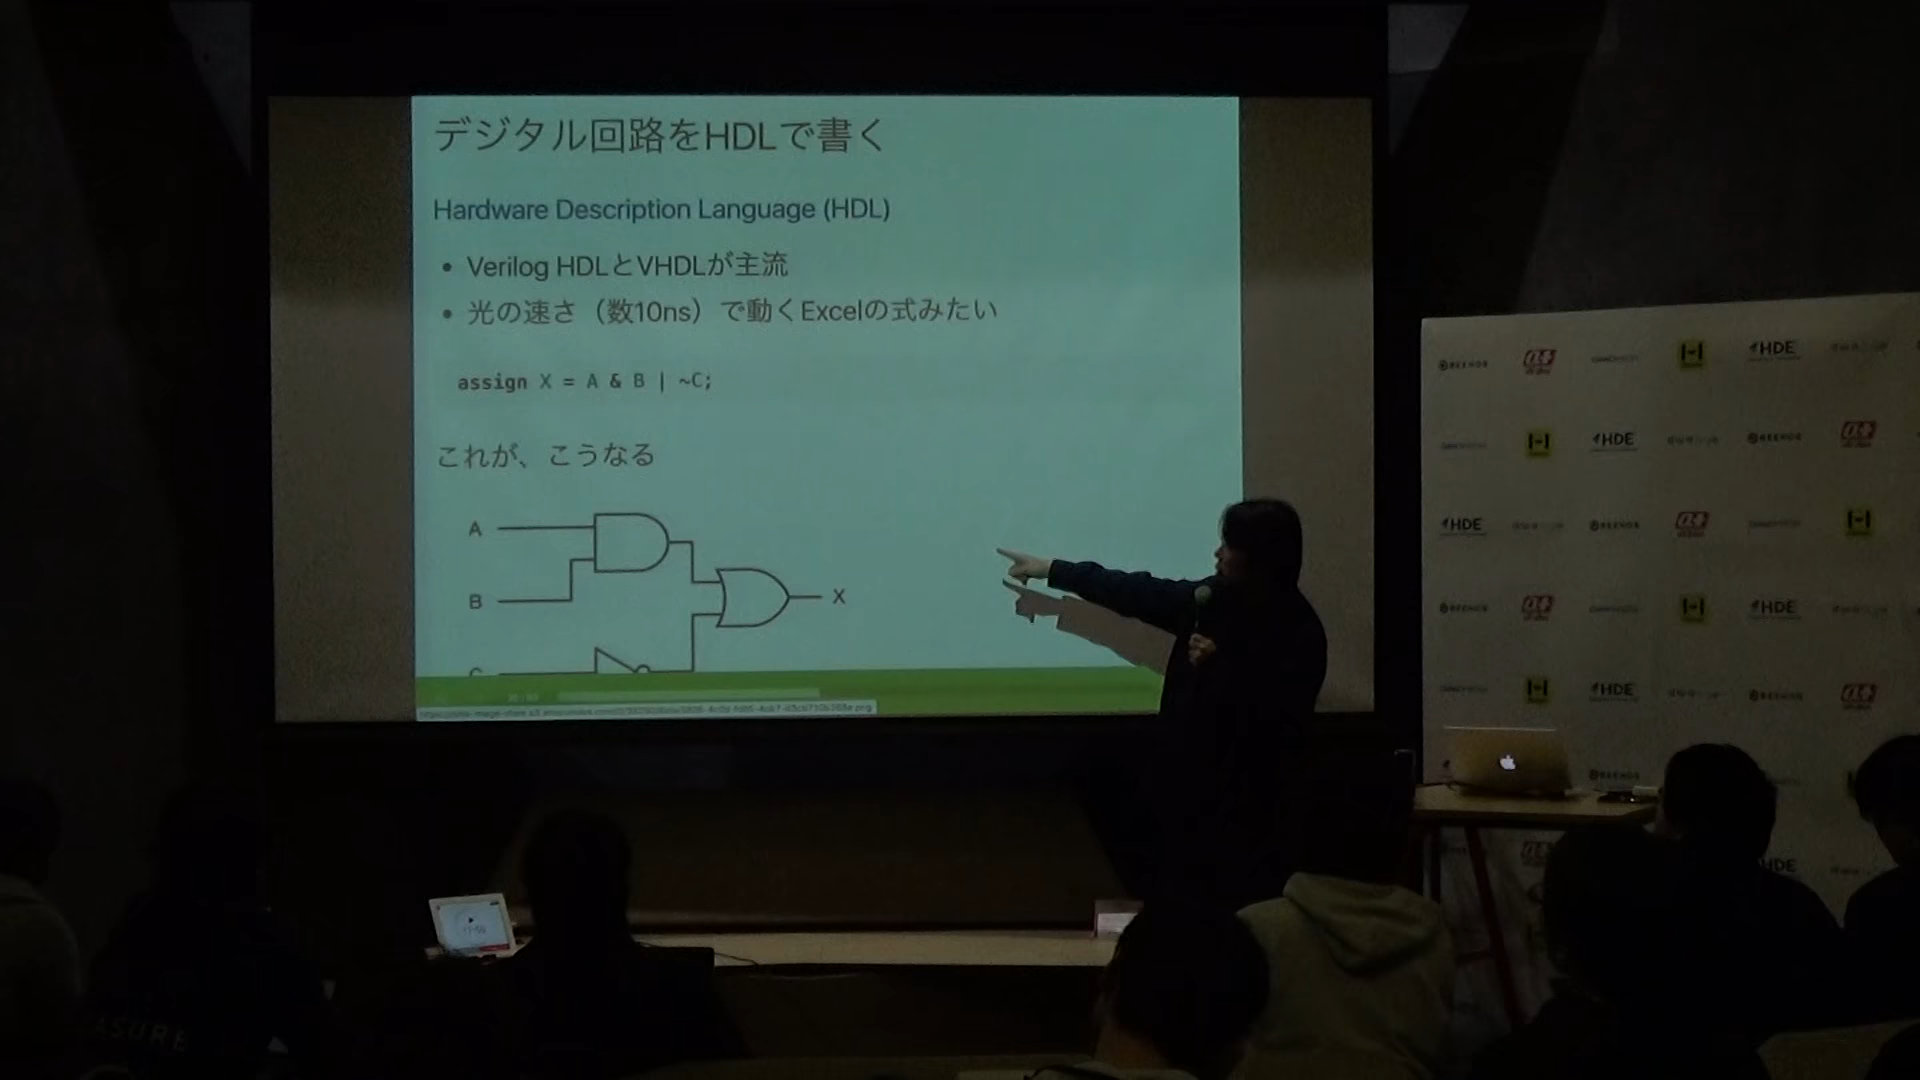 デジタル回路をHDLで書く
Hardware Description Language (HDL)
• Verilog HDLとVHDLが主流
• 光の速さ（数10ns）で動くExcelの式みたい
assign X = A & B | ~C;
これが、こうなる
A
B
X
HDE
HDE
HDE
HDE
HDE
HDE
ASURE